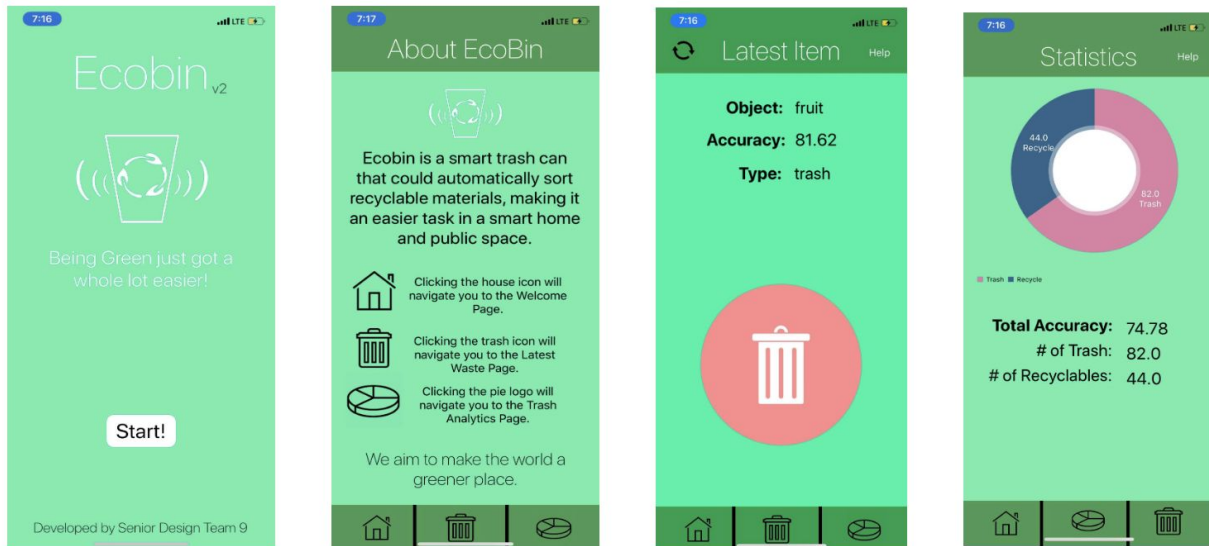 7:16
LTE
Ecobin
v2
Being Green just got a
whole lot easier!
Start!
Developed by Senior Design Team 9
7:17
LTE
About EcoBin
Ecobin is a smart trash can
that could automatically sort
recyclable materials, making it
an easier task in a smart home
and public space.
Clicking the house icon will
navigate you to the Welcome
Page.
Clicking the trash icon will
navigate you to the Latest
Waste Page.
Clicking the pie logo will
navigate you to the Trash
Analytics Page.
We aim to make the world a
greener place.
7:16
LTE
Latest Item
Help
Object: fruit
Accuracy: 81.62
Type: trash
7:16
LTE
Statistics
Help
44.0
Recycle
82.0
Trash
Trash Recycle
Total Accuracy: 74.78
# of Trash: 82.0
# of Recyclables: 44.0